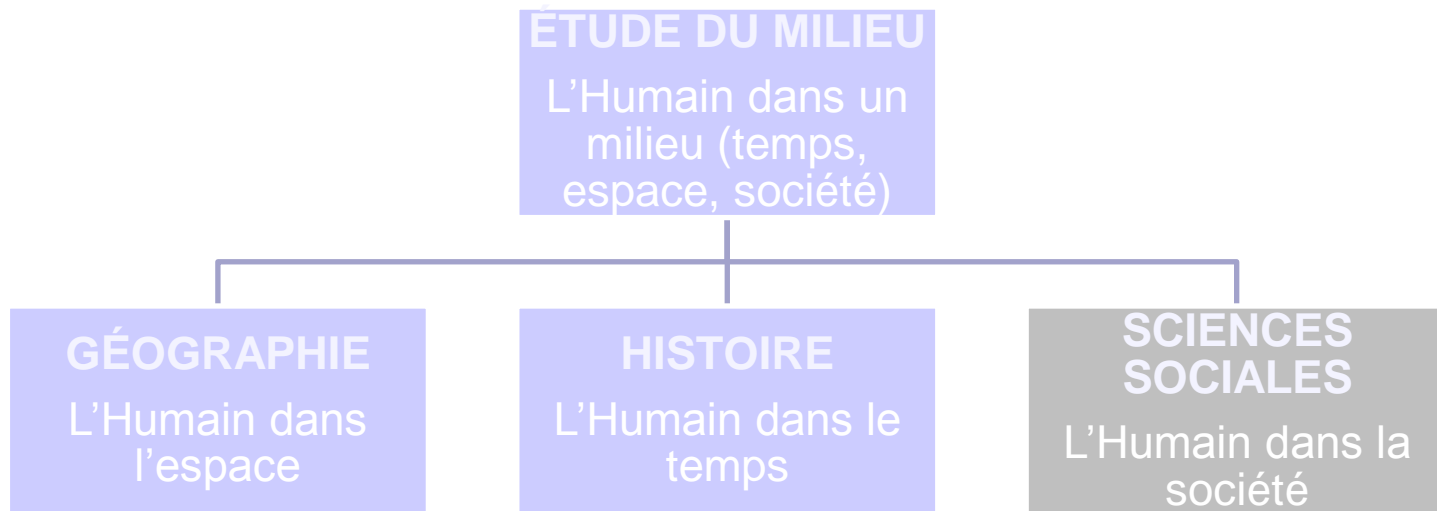 ÉTUDE DU MILIEU
L’Humain dans un
milieu (temps,
espace, société)
GÉOGRAPHIE
L’Humain dans
l’espace
HISTOIRE
L’Humain dans le
temps
SCIENCES
SOCIALES
L’Humain dans la
société